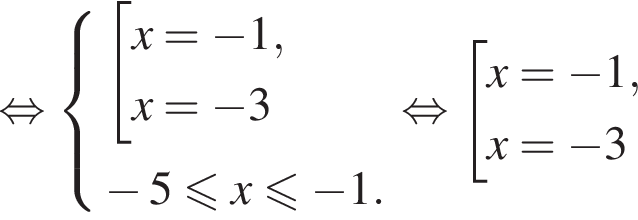 ⇔ { [ x = −1,
x = −3
− 5 ⩽ x ⩽ −1. ⇔ [ x = −1,
x = −3